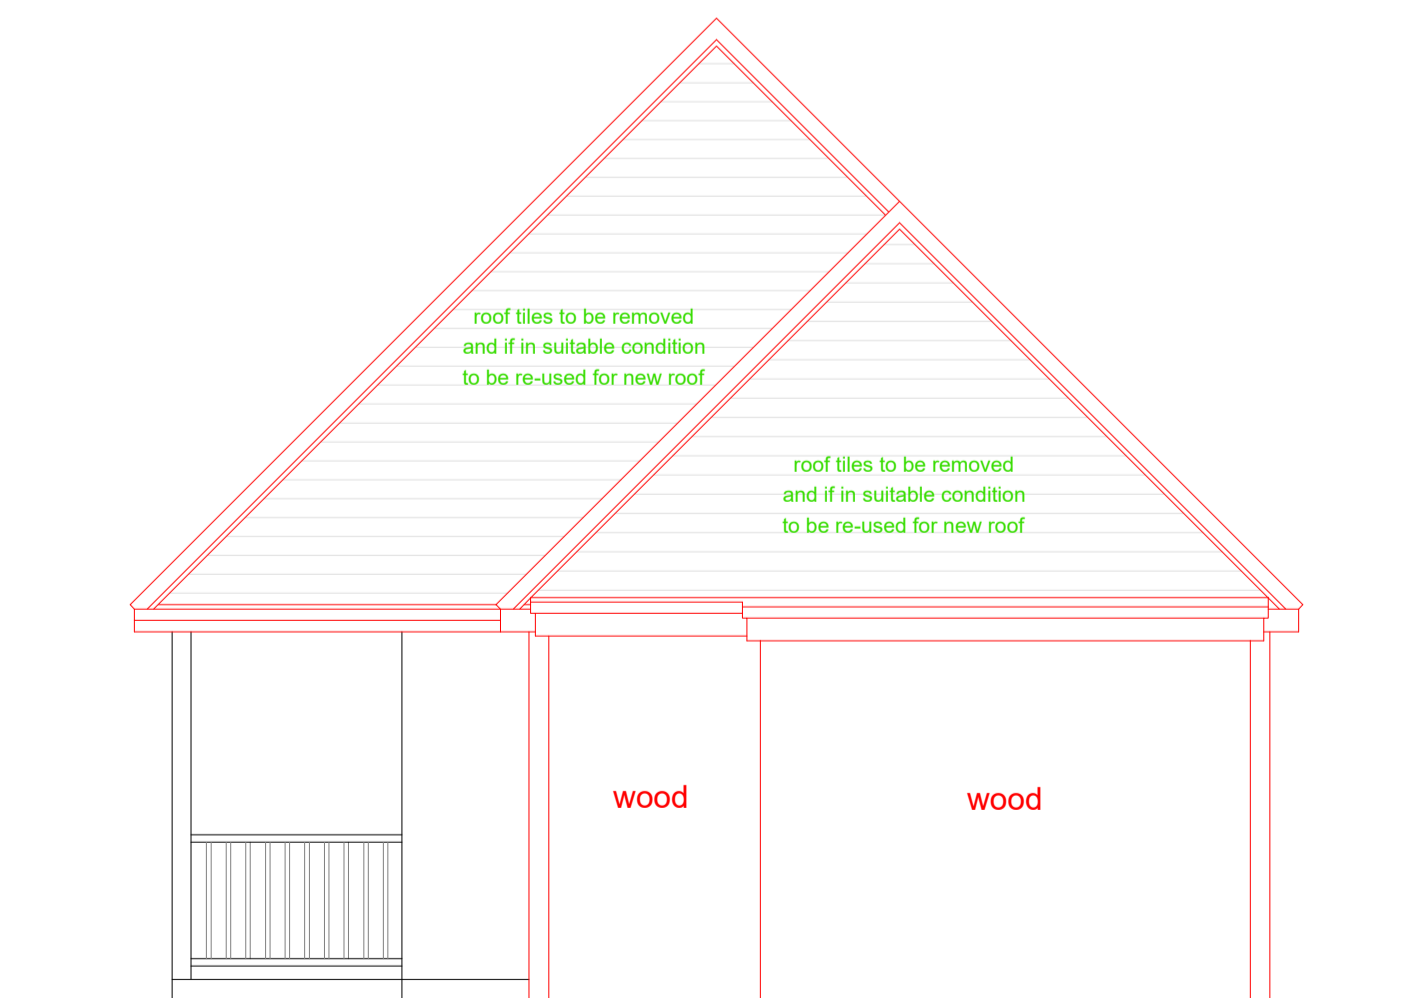 roof tiles to be removed
and if in suitable condition
to be re-used for new roof
roof tiles to be removed
and if in suitable condition
to be re-used for new roof
wood
wood